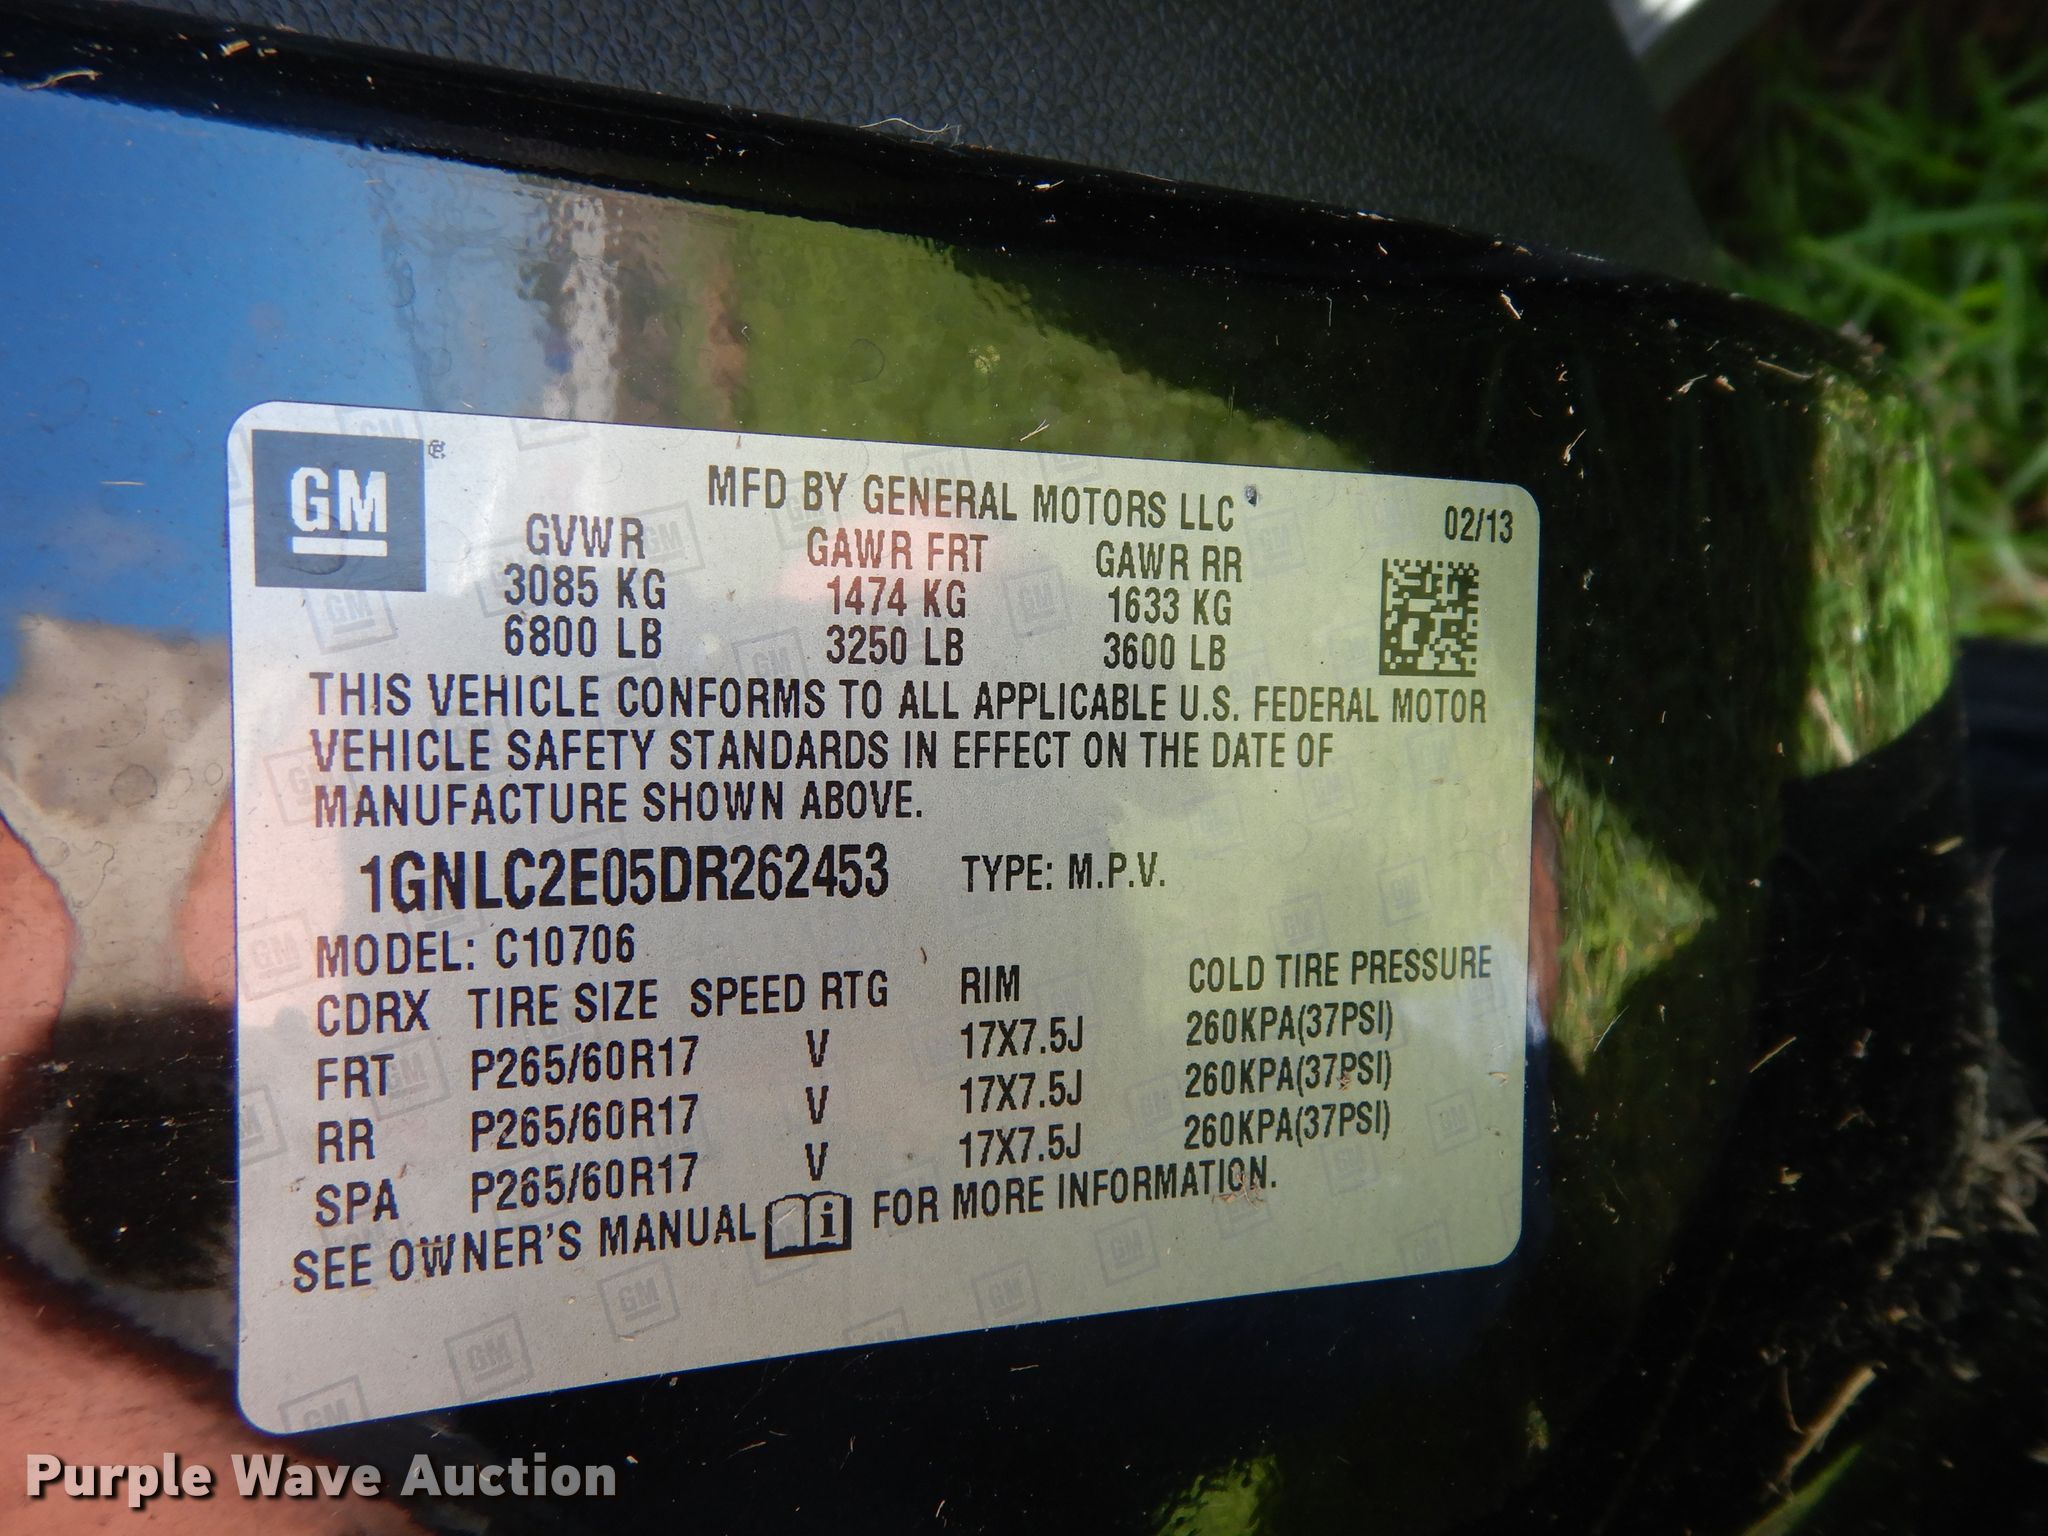 GM
MFD BY GENERAL MOTORS LLC
02/13
GVWR GAWR FRT GAWR RR
3085 KG 1474 KG 1633 KG
6800 LB 3250 LB 3600 LB
THIS VEHICLE CONFORMS TO ALL APPLICABLE U.S. FEDERAL MOTOR
VEHICLE SAFETY STANDARDS IN EFFECT ON THE DATE OF
MANUFACTURE SHOWN ABOVE.
1GNLC2E05DR262453 TYPE: M.P.V.
MODEL: C10706
CDRX TIRE SIZE SPEED RTG RIM COLD TIRE PRESSURE
FRT P265/60R17 V 17X7.5J 260KPA(37PSI)
RR P265/60R17 V 17X7.5J 260KPA(37PSI)
SPA P265/60R17 V 17X7.5J 260KPA(37PSI)
SEE OWNER'S MANUAL i FOR MORE INFORMATION.
Purple Wave Auction